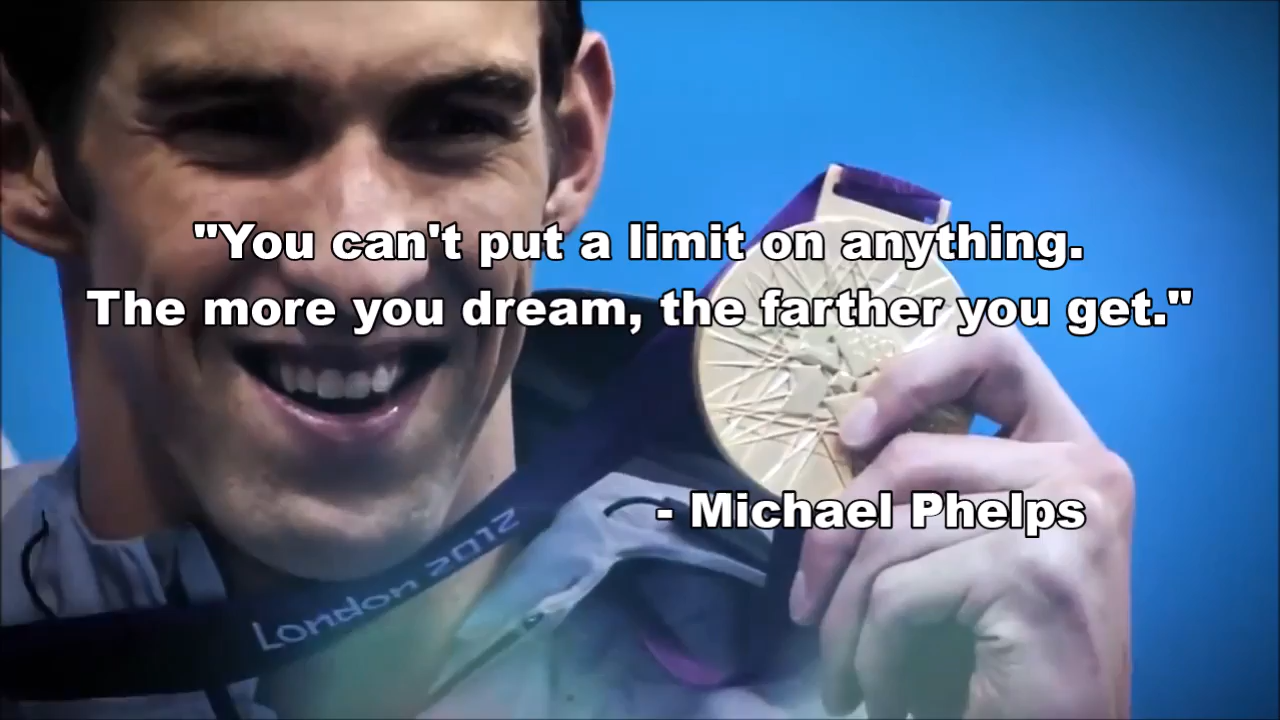 "You can't put a limit on anything.
The more you dream, the farther you get."
- Michael Phelps
London 2012